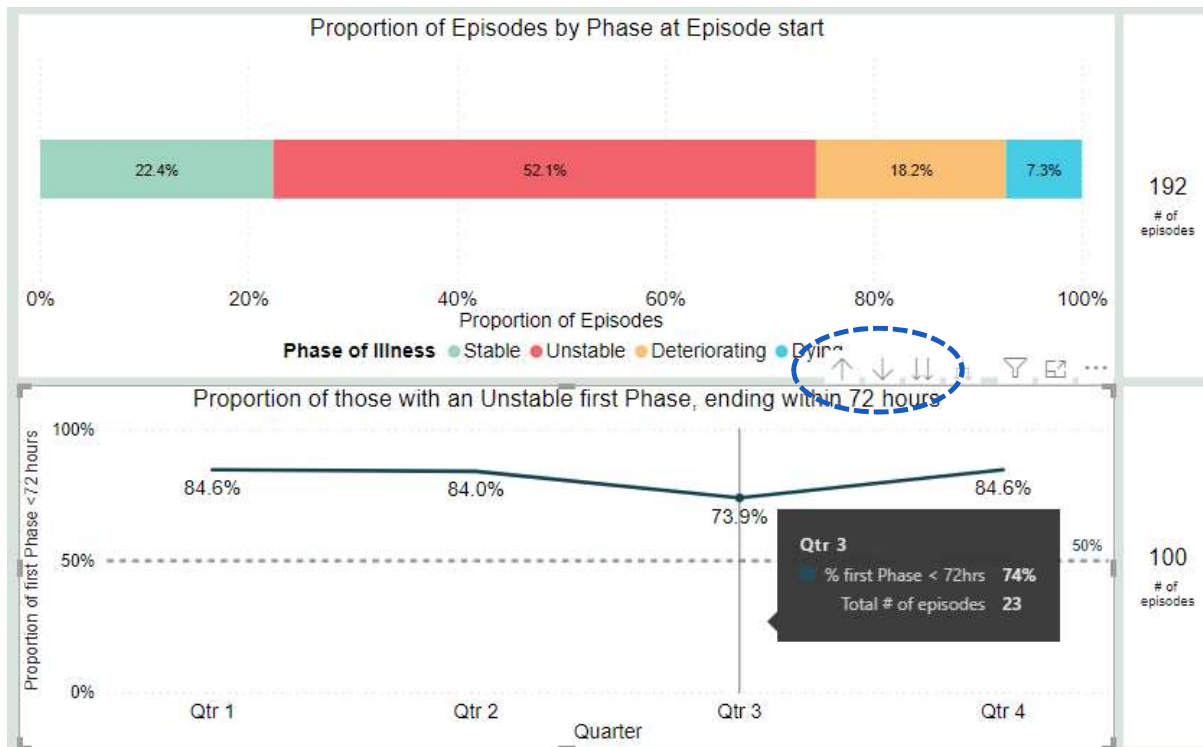 Proportion of Episodes by Phase at Episode start
22.4%
52.1%
18.2%
7.3%
0%
20%
40%
60%
80%
100%
Proportion of Episodes
Phase of Illness Stable Unstable Deteriorating Dying
192
# of
episodes
Proportion of those with an Unstable first Phase, ending within 72 hours
Proportion of first Phase <72 hours
100%
50%
0%
84.6%
84.0%
73.9%
84.6%
50%
Qtr 3
% first Phase < 72hrs 74%
Total # of episodes 23
Qtr 1
Qtr 2
Qtr 3
Qtr 4
Quarter
100
# of
episodes